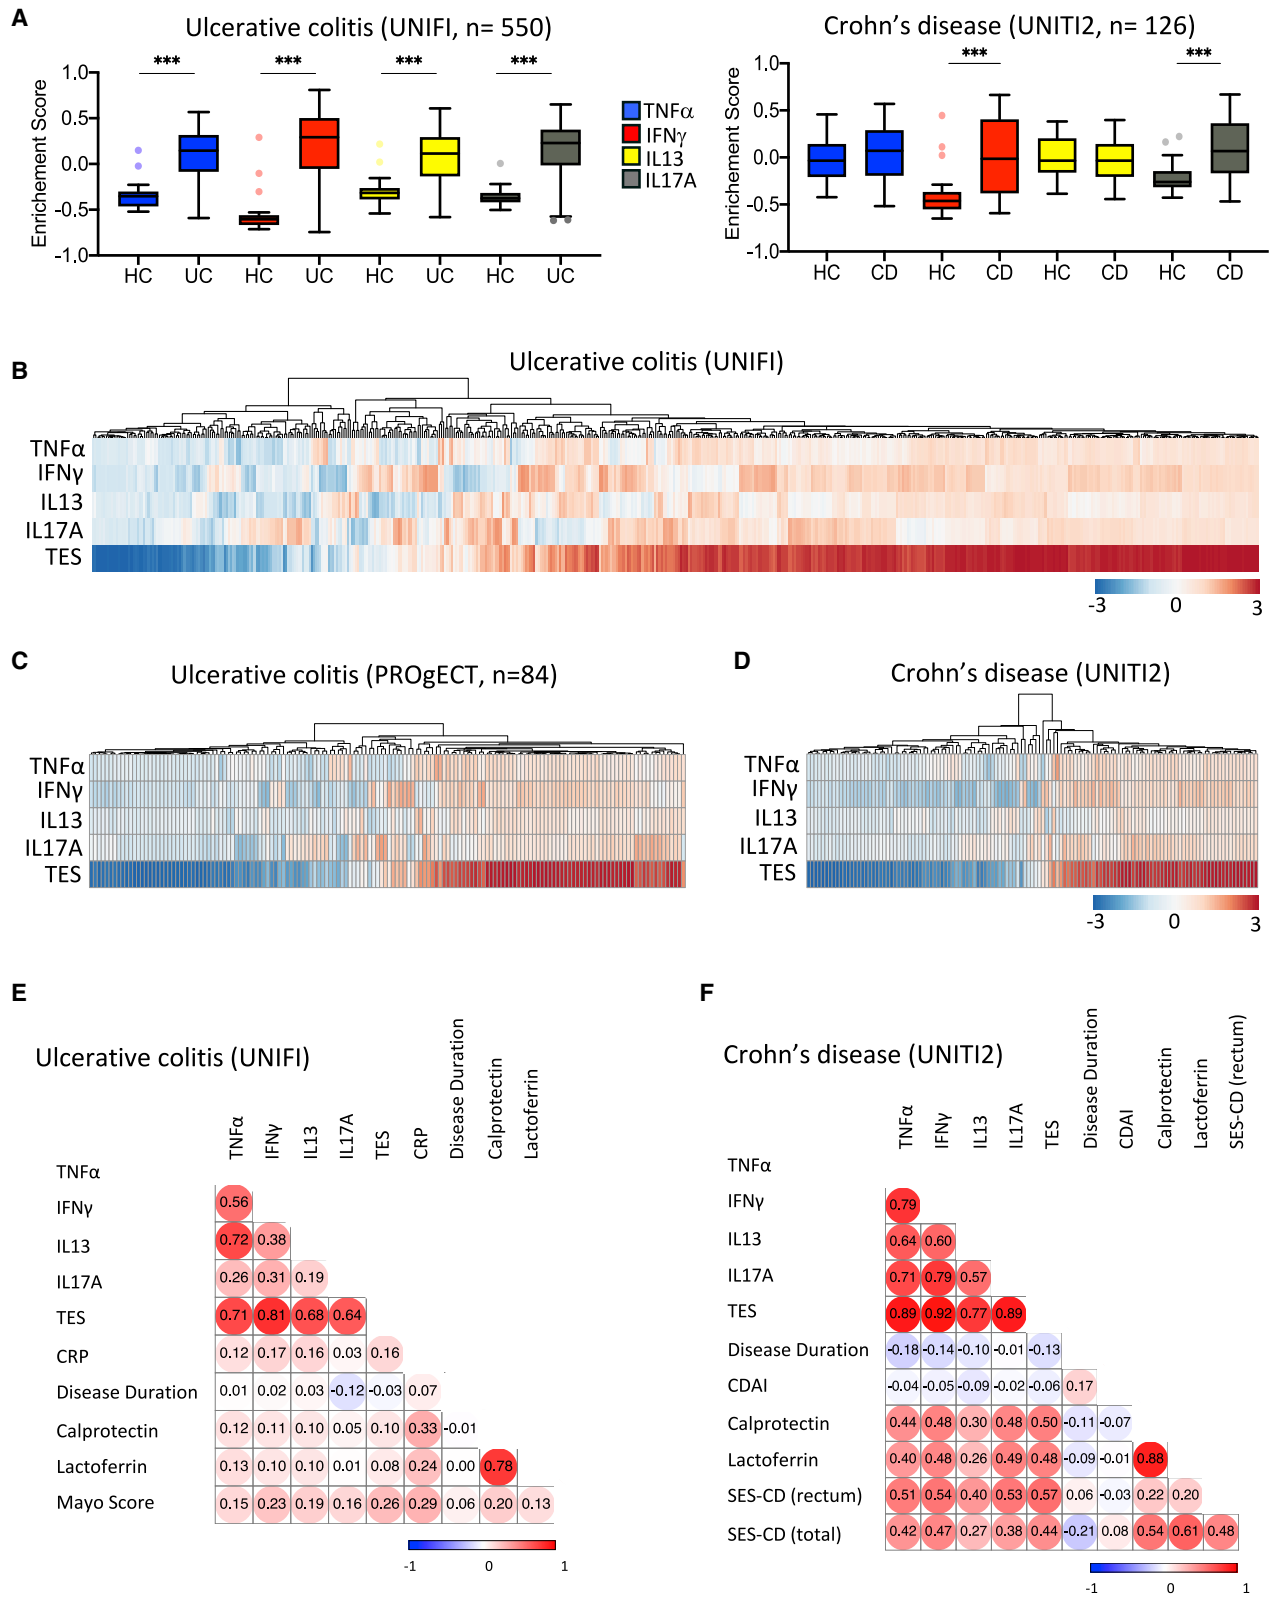 A
Ulcerative colitis (UNIFI, n= 550)
Crohn's disease (UNITI2, n= 126)
*** *** *** ***
*** ***
Enrichement Score
1.0
0.5
0.0
-0.5
-1.0
HC UC HC UC HC UC HC UC
TNFα
IFNγ
IL13
IL17A
Enrichement Score
1.0
0.5
0.0
-0.5
-1.0
HC CD HC CD HC CD HC CD
B
Ulcerative colitis (UNIFI)
TNFα
IFNγ
IL13
IL17A
TES
-3 0 3
C
Ulcerative colitis (PROgECT, n=84)
TNFα
IFNγ
IL13
IL17A
TES
D
Crohn's disease (UNITI2)
TNFα
IFNγ
IL13
IL17A
TES
-3 0 3
E
Ulcerative colitis (UNIFI)
TNFα IFNγ IL13 IL17A TES CRP Disease Duration Calprotectin Lactoferrin
TNFα
IFNγ 0.56
IL13 0.72 0.38
IL17A 0.26 0.31 0.19
TES 0.71 0.81 0.68 0.64
CRP 0.12 0.17 0.16 0.03 0.16
Disease Duration 0.01 0.02 0.03 -0.12 -0.03 0.07
Calprotectin 0.12 0.11 0.10 0.05 0.10 0.33 -0.01
Lactoferrin 0.13 0.10 0.10 0.01 0.08 0.24 0.00 0.78
Mayo Score 0.15 0.23 0.19 0.16 0.26 0.29 0.06 0.20 0.13
-1 0 1
F
Crohn's disease (UNITI2)
TNFα IFNγ IL13 IL17A TES Disease Duration CDAI Calprotectin Lactoferrin SES-CD (rectum)
TNFα
IFNγ 0.79
IL13 0.64 0.60
IL17A 0.71 0.79 0.57
TES 0.89 0.92 0.77 0.89
Disease Duration -0.18 -0.14 -0.10 -0.01 -0.13
CDAI -0.04 -0.05 -0.09 -0.02 -0.06 0.17
Calprotectin 0.44 0.48 0.30 0.48 0.50 -0.11 -0.07
Lactoferrin 0.40 0.48 0.26 0.49 0.48 -0.09 -0.01 0.88
SES-CD (rectum) 0.51 0.54 0.40 0.53 0.57 0.06 -0.03 0.22 0.20
SES-CD (total) 0.42 0.47 0.27 0.38 0.44 -0.21 0.08 0.54 0.61 0.48
-1 0 1